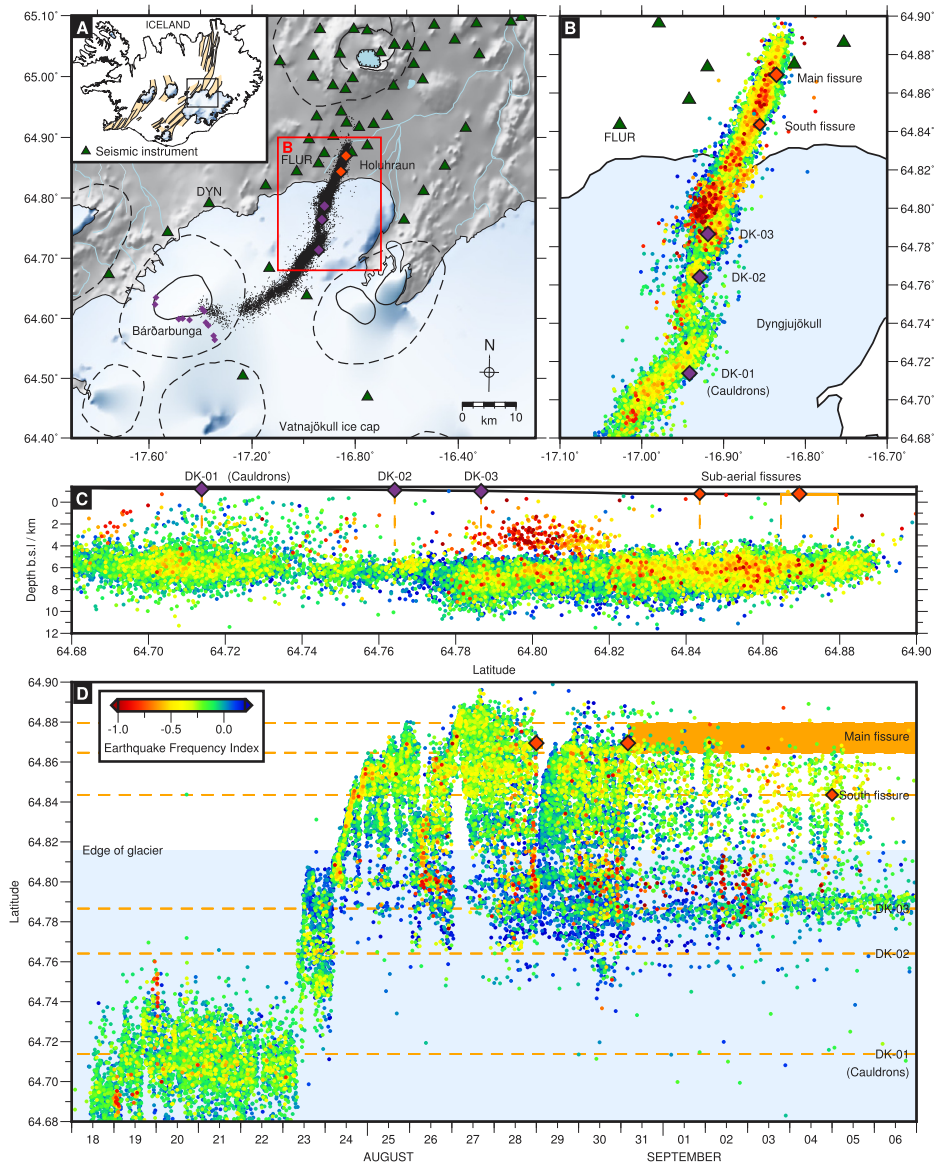 A
ICELAND
Seismic instrument
65.10°
65.00°
64.90°
64.80°
64.70°
64.60°
64.50°
64.40°
B
FLUR
Holuhraun
DYN
Bárðarbunga
N
0 10
km
Vatnajökull ice cap
-17.60° -17.20° -16.80° -16.40°
B
Main fissure
South fissure
FLUR
DK-03
DK-02
Dyngjujökull
DK-01
(Cauldrons)
64.90°
64.88°
64.86°
64.84°
64.82°
64.80°
64.78°
64.76°
64.74°
64.72°
64.70°
64.68°
-17.10° -17.00° -16.90° -16.80° -16.70°
DK-01 (Cauldrons) DK-02 DK-03 Sub-aerial fissures
C
Depth b.s.l / km
0
2
4
6
8
10
12
64.68 64.70 64.72 64.74 64.76 64.78 64.80 64.82 64.84 64.86 64.88 64.90
Latitude
D
-1.0 -0.5 0.0
Earthquake Frequency Index
Main fissure
South fissure
Edge of glacier
DK-03
DK-02
DK-01
(Cauldrons)
Latitude
64.90
64.88
64.86
64.84
64.82
64.80
64.78
64.76
64.74
64.72
64.70
64.68
18 19 20 21 22 23 24 25 26 27 28 29 30 31 01 02 03 04 05 06
AUGUST SEPTEMBER